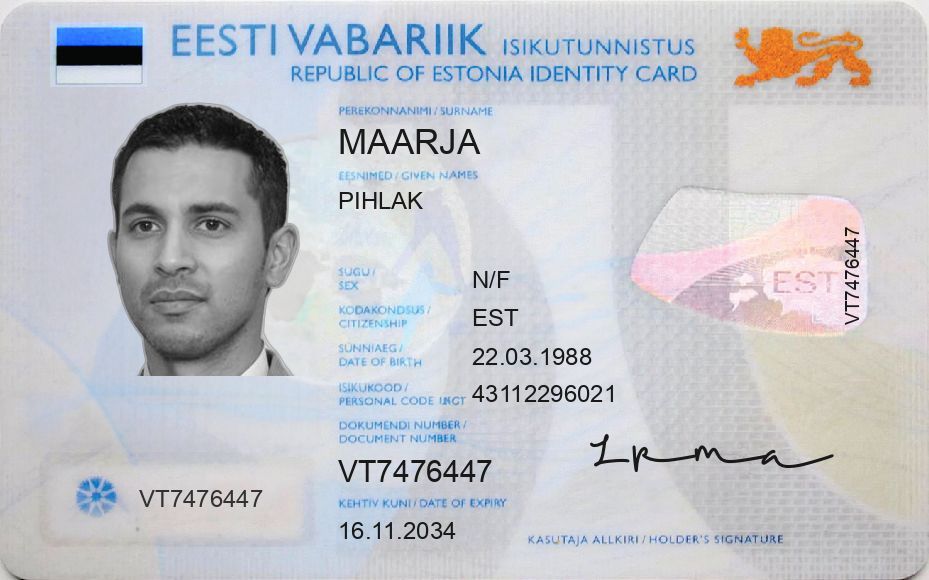 EESTI VABARIIK ISIKUTUNNISTUS
REPUBLIC OF ESTONIA IDENTITY CARD
PEREKONNANIMI / SURNAME
MAARJA
EESNIMED / GIVEN NAMES
PIHLAK
SUGU /
SEX
N/F
KODAKONDSUS /
CITIZENSHIP
EST
SÜNNIAEG /
DATE OF BIRTH
22.03.1988
ISIKUKOOD /
PERSONAL CODE
43112296021
DOKUMENDI NUMBER /
DOCUMENT NUMBER
VT7476447
KEHTIV KUNI / DATE OF EXPIRY
16.11.2034
VT7476447
EST
VT7476447
KASUTAJA ALLKIRI / HOLDER'S SIGNATURE